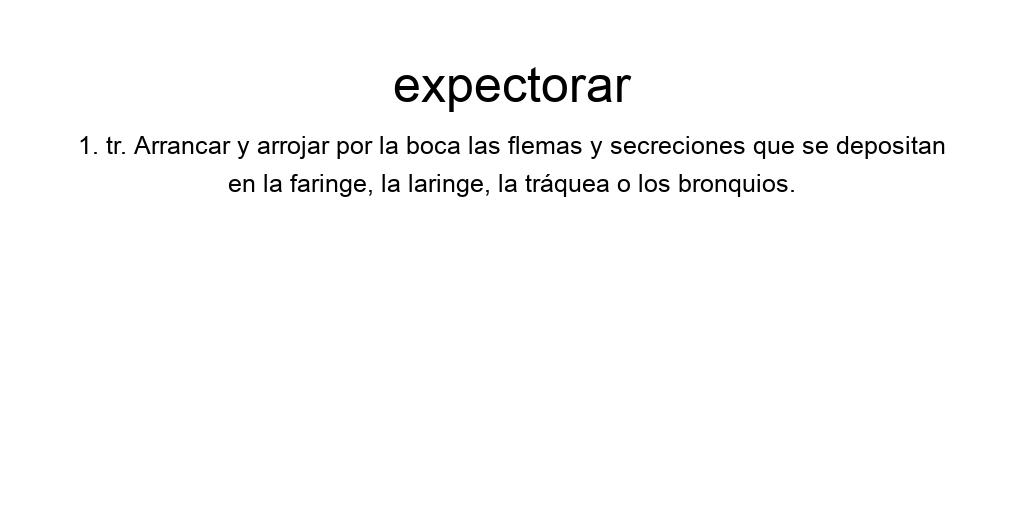 expectorar
1. tr. Arrancar y arrojar por la boca las flemas y secreciones que se depositan
en la faringe, la laringe, la tráquea o los bronquios.